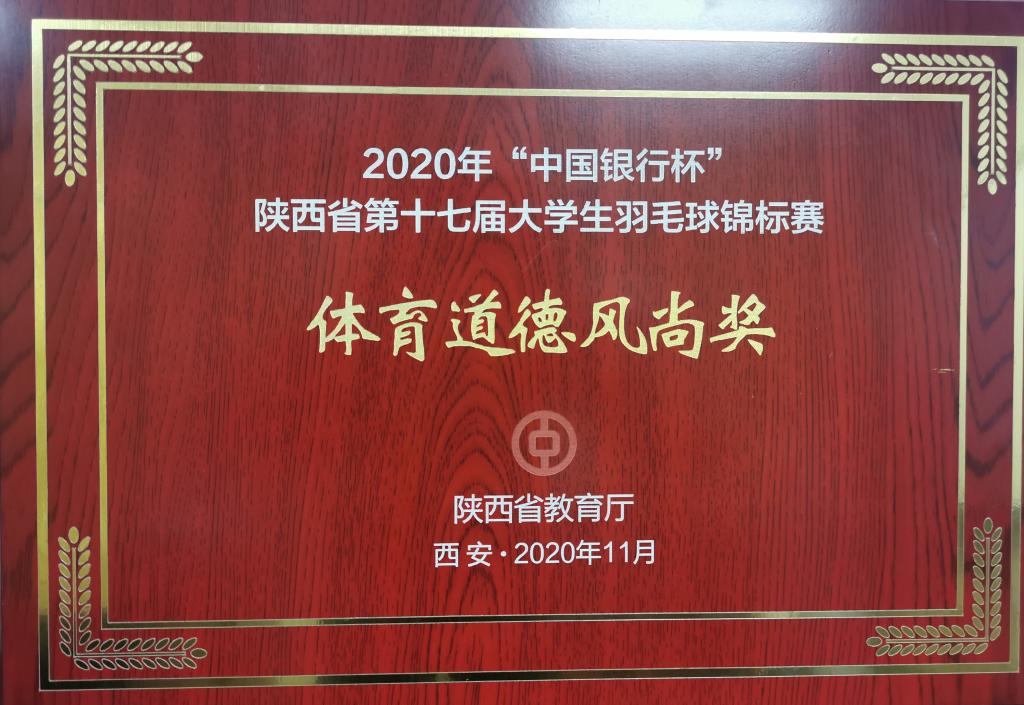 2020年“中国银行杯”
陕西省第十七届大学生羽毛球锦标赛
体育道德风尚奖
陕西省教育厅
西安·2020年11月